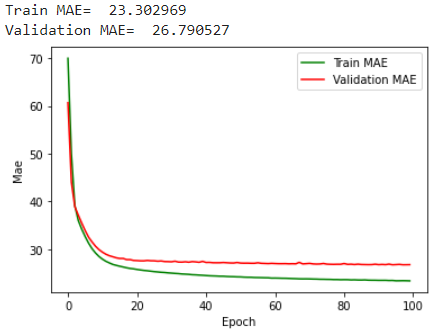 Train MAE=  23.302969
Validation MAE=  26.790527
Train MAE
Validation MAE
Mae
70
60
50
40
30
0
20
40
60
80
100
Epoch